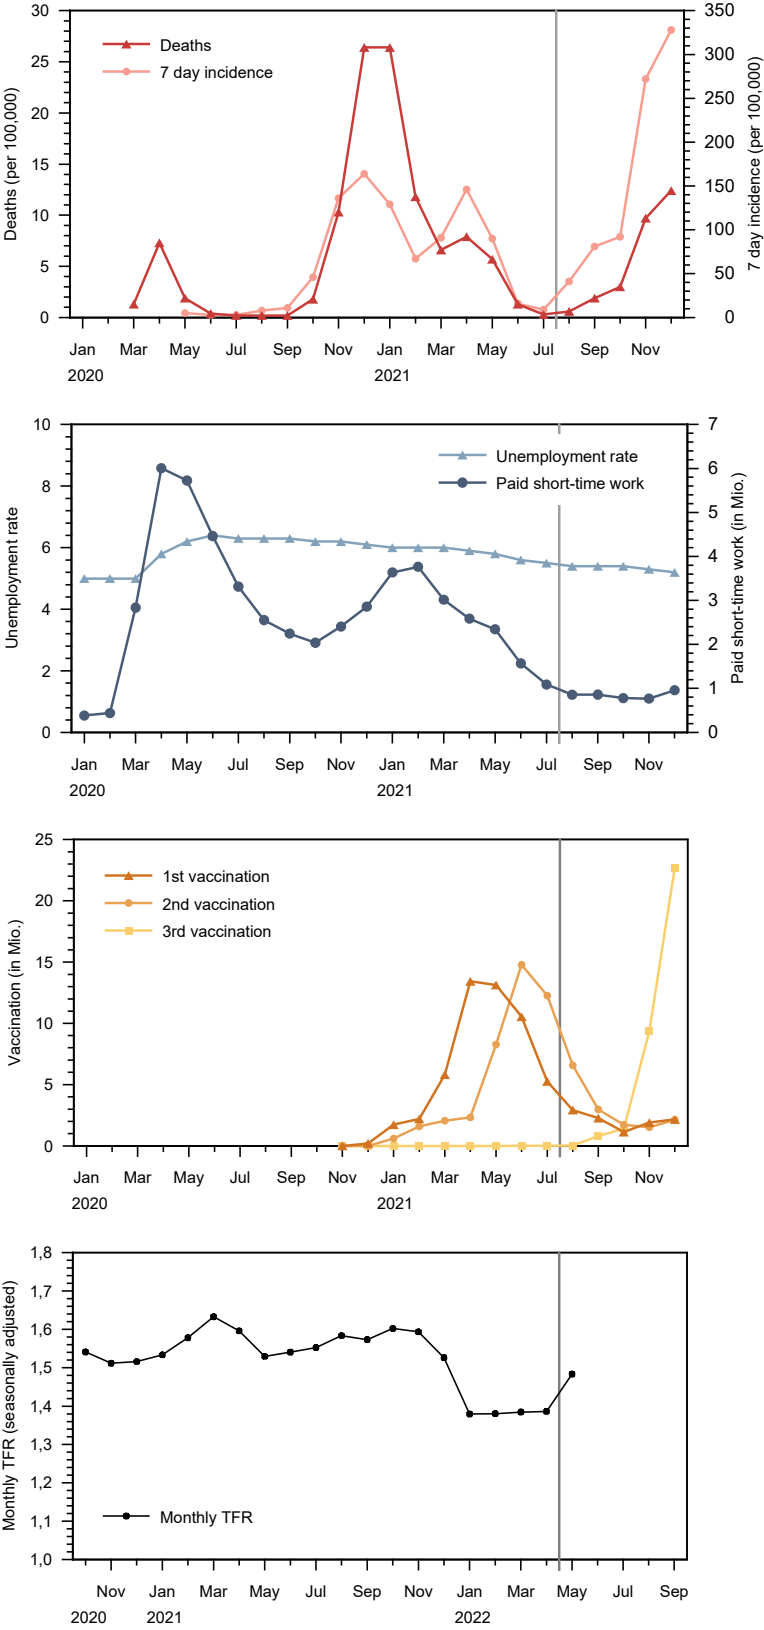 30
25
20
15
10
5
0
Deaths (per 100,000)
Deaths
7 day incidence
350
300
250
200
150
100
50
0
7 day incidence (per 100,000)
Jan Mar May Jul Sep Nov Jan Mar May Jul Sep Nov
2020 2021
10
8
6
4
2
0
Unemployment rate
Unemployment rate
Paid short-time work
7
6
5
4
3
2
1
0
Paid short-time work (in Mio.)
Jan Mar May Jul Sep Nov Jan Mar May Jul Sep Nov
2020 2021
25
20
15
10
5
0
Vaccination (in Mio.)
1st vaccination
2nd vaccination
3rd vaccination
Jan Mar May Jul Sep Nov Jan Mar May Jul Sep Nov
2020 2021
1,8
1,7
1,6
1,5
1,4
1,3
1,2
1,1
1,0
Monthly TFR (seasonally adjusted)
Monthly TFR
Nov Jan Mar May Jul Sep Nov Jan Mar May Jul Sep
2020 2021 2022